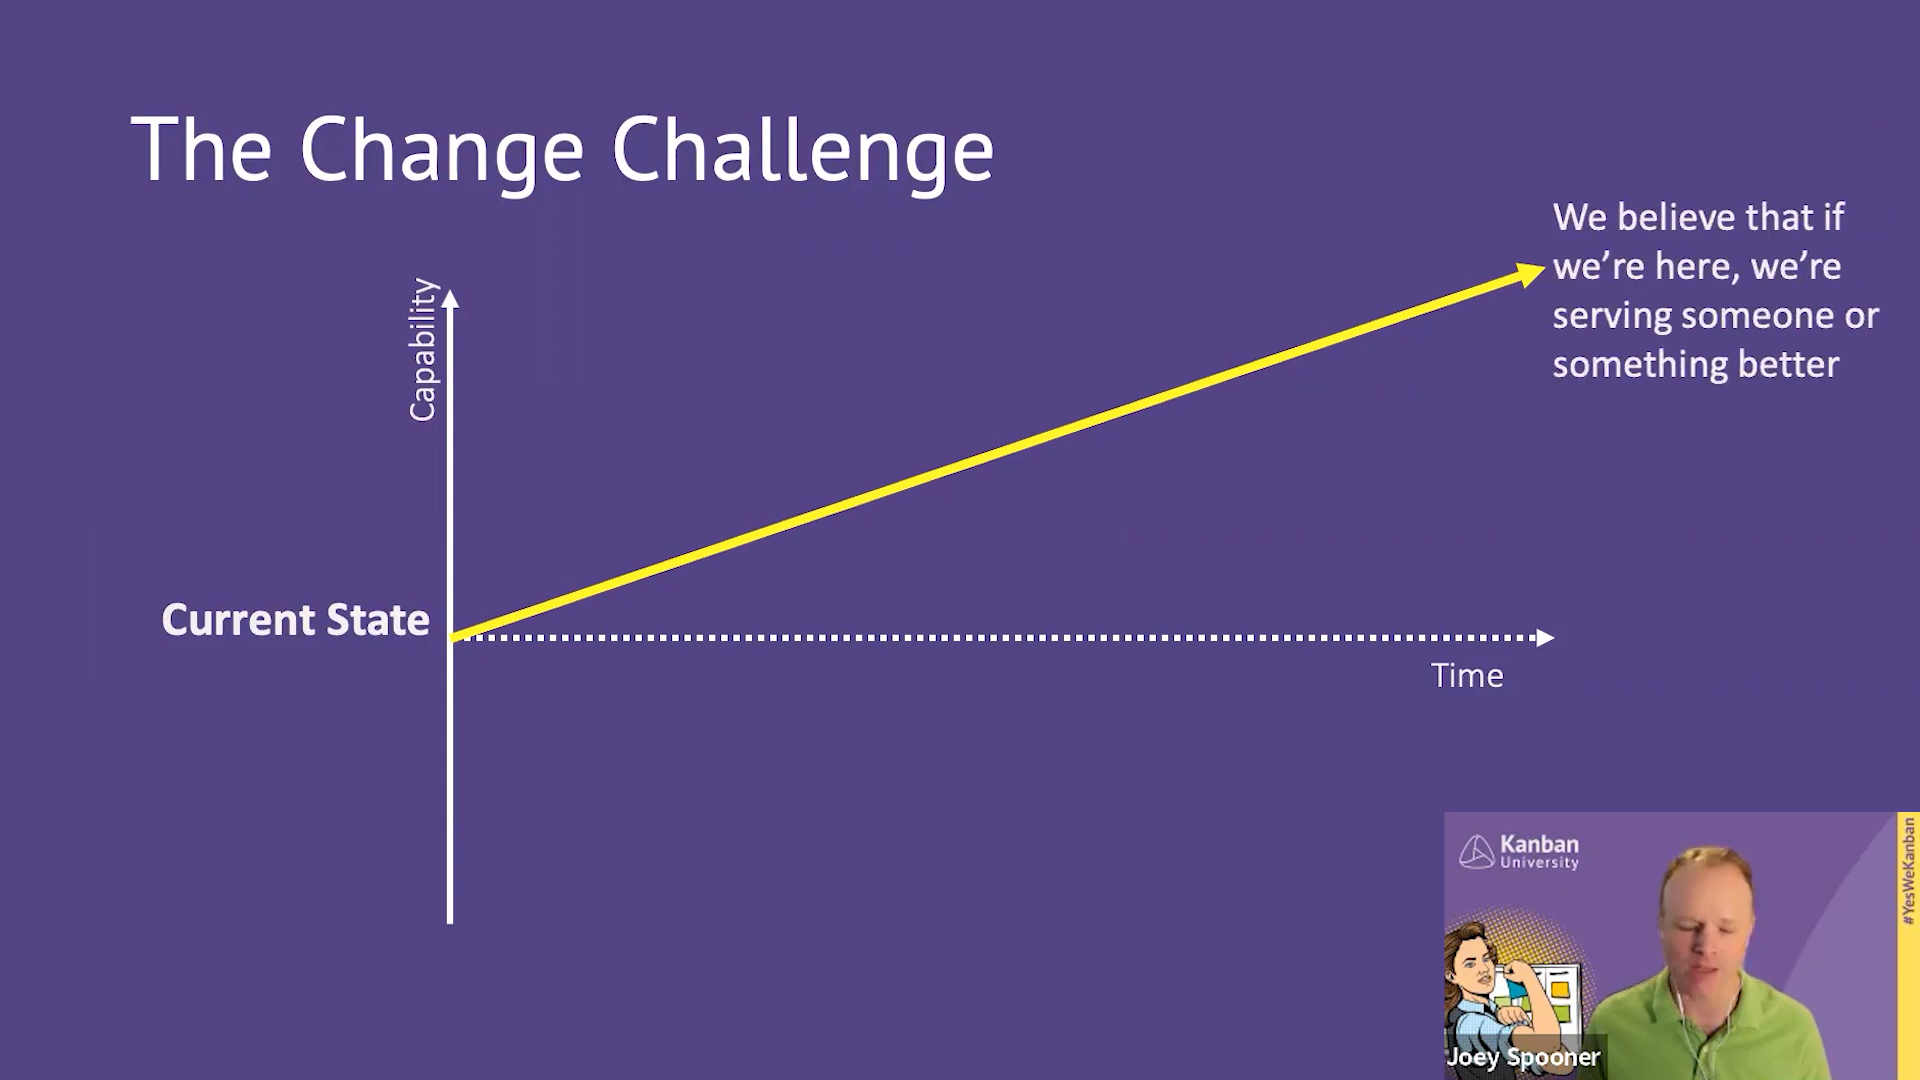 The Change Challenge
We believe that if
we’re here, we’re
serving someone or
something better
Capability
Current State
Time
Kanban
University
#YesWeKanban
Joey Spooner